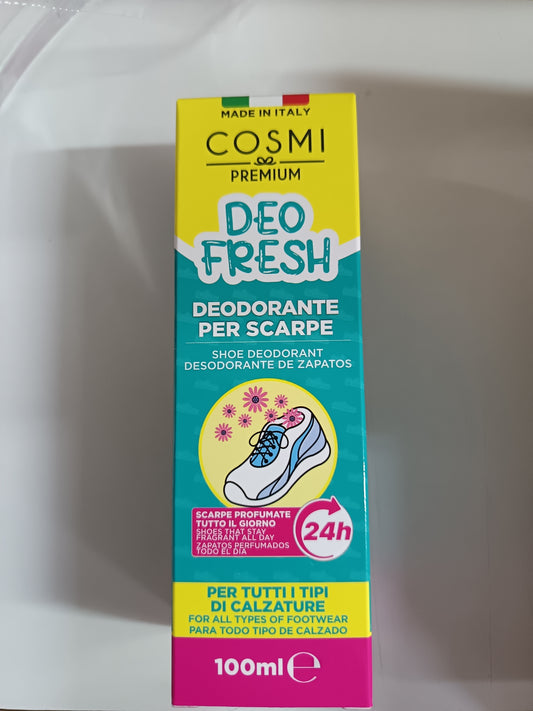 MADE IN ITALY
COSMI
PREMIUM
DEO
FRESH
DEODORANTE
PER SCARPE
SHOE DEODORANT
DESODORANTE DE ZAPATOS
SCARPE PROFUMATE
TUTTO IL GIORNO
SHOES THAT STAY
FRAGRANT ALL DAY
ZAPATOS PERFUMADOS
TODO EL DÍA
24h
PER TUTTI I TIPI
DI CALZATURE
FOR ALL TYPES OF FOOTWEAR
PARA TODO TIPO DE CALZADO
100ml ℮